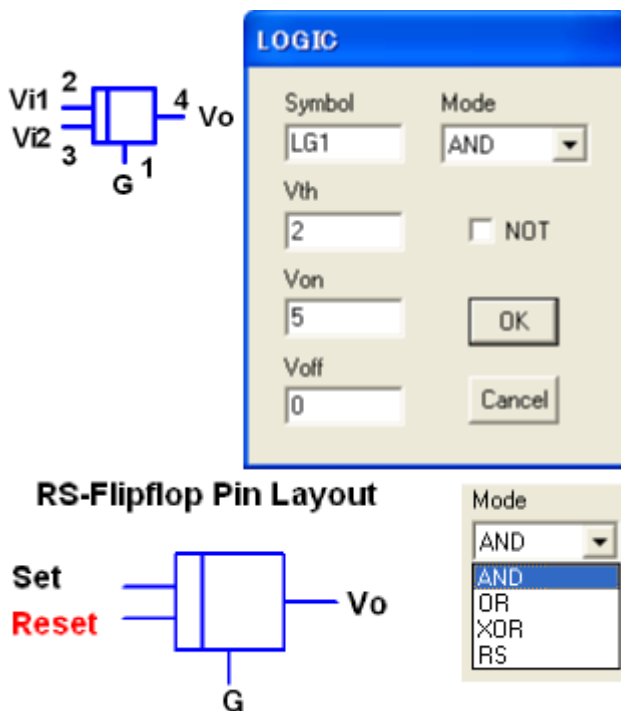 LOGIC
2
Vi1
4
Vo
Vi2
3
1
G
Symbol
Mode
LG1
AND
Vth
2
NOT
Von
5
OK
Voff
0
Cancel
RS-Flipflop Pin Layout
Set
Reset
Vo
G
Mode
AND
AND
OR
XOR
RS